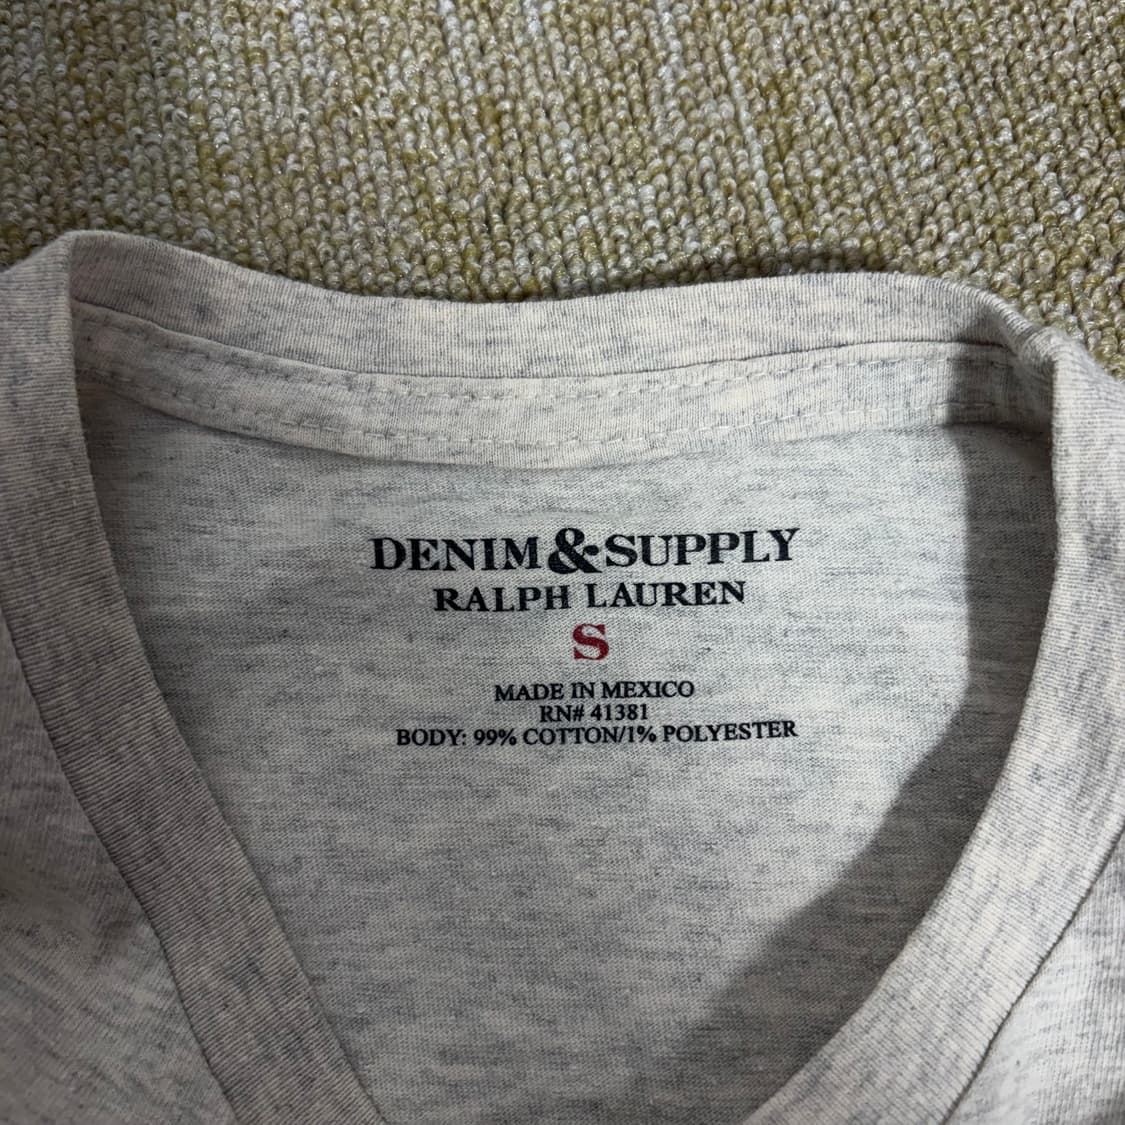 DENIM&SUPPLY
RALPH LAUREN
S
MADE IN MEXICO
RN# 41381
BODY: 99% COTTON/1% POLYESTER